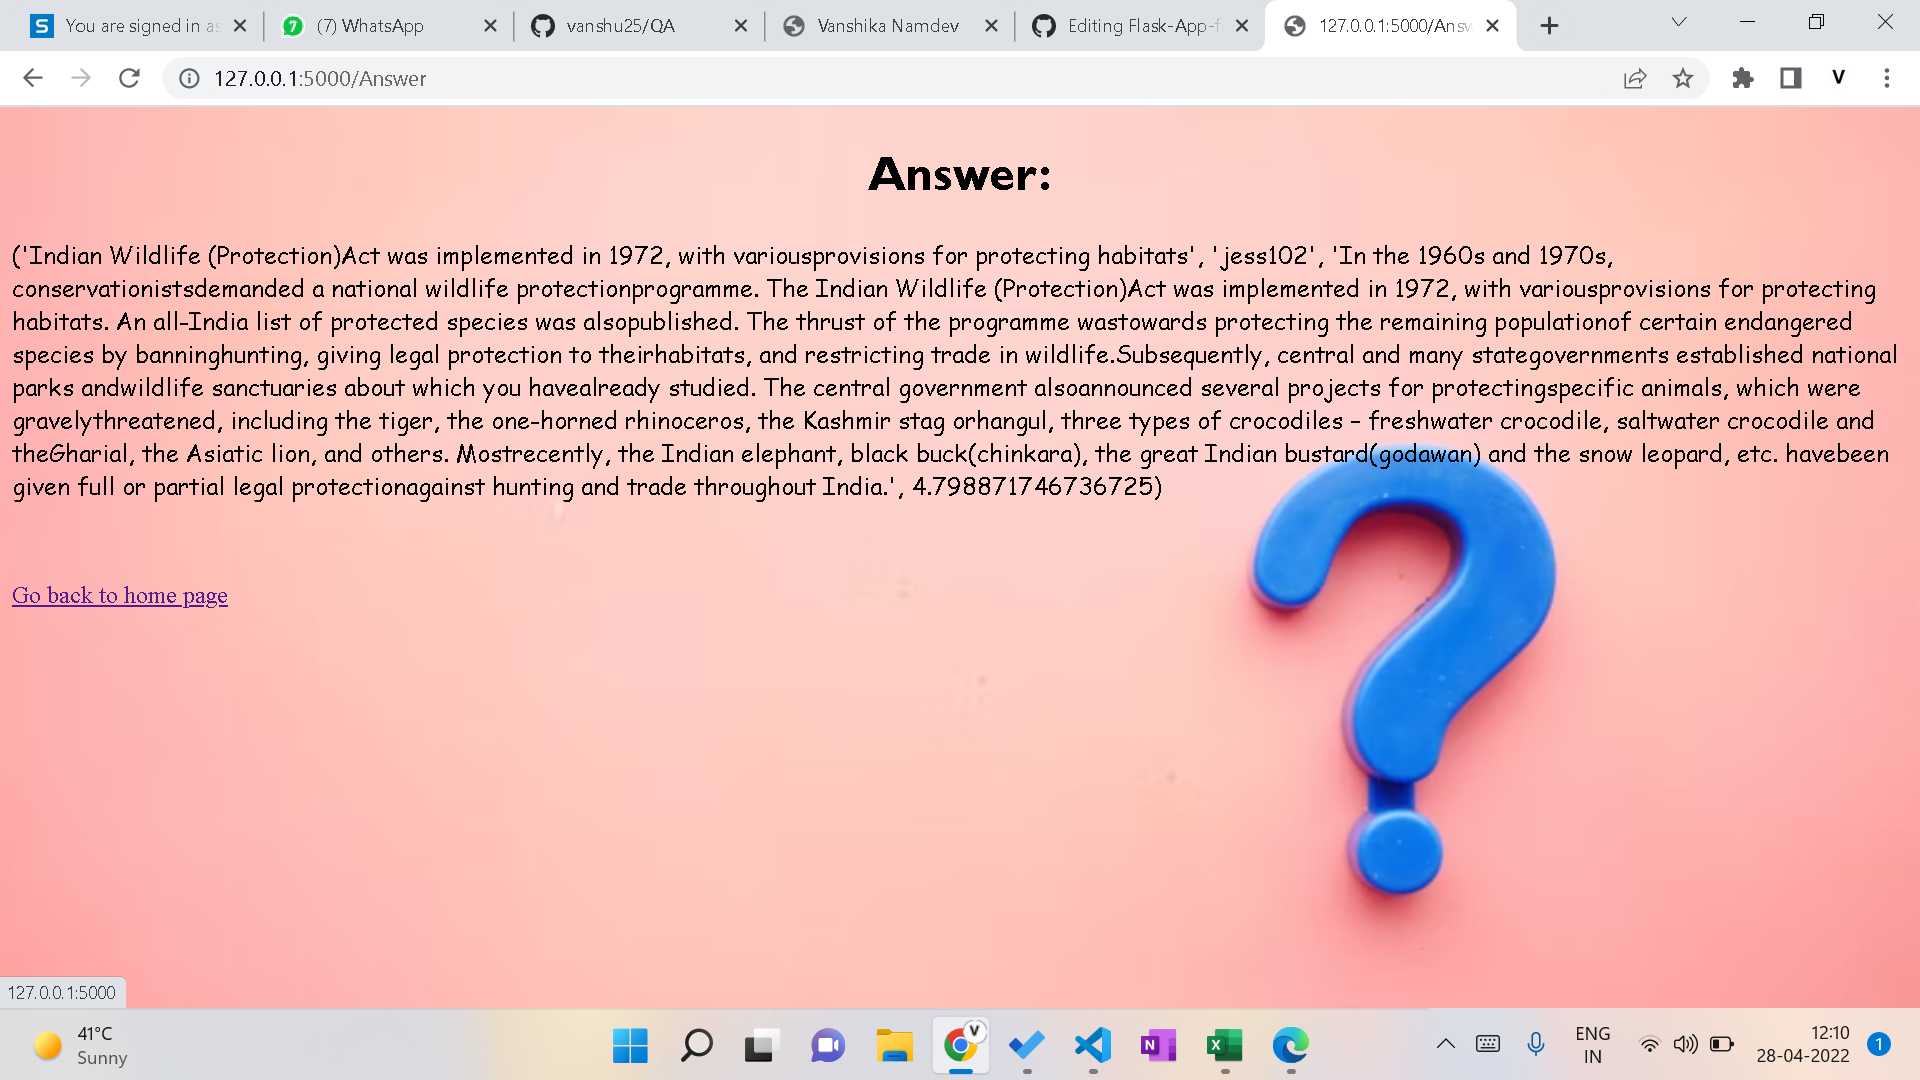 You are signed in as
(7) WhatsApp
vanshu25/QA
Vanshika Namdev
Editing Flask-App-f
127.0.0.1:5000/Answ
127.0.0.1:5000/Answer
V
Answer:
('Indian Wildlife (Protection)Act was implemented in 1972, with variousprovisions for protecting habitats', 'jess102', 'In the 1960s and 1970s,
conservationistsdemanded a national wildlife protectionprogramme. The Indian Wildlife (Protection)Act was implemented in 1972, with variousprovisions for protecting
habitats. An all-India list of protected species was alsopublished. The thrust of the programme wastowards protecting the remaining populationof certain endangered
species by banninghunting, giving legal protection to theirhabitats, and restricting trade in wildlife.Subsequently, central and many stategovernments established national
parks andwildlife sanctuaries about which you havealready studied. The central government alsoannounced several projects for protectingspecific animals, which were
gravelythreatened, including the tiger, the one-horned rhinoceros, the Kashmir stag orhangul, three types of crocodiles – freshwater crocodile, saltwater crocodile and
theGharial, the Asiatic lion, and others. Mostrecently, the Indian elephant, black buck(chinkara), the great Indian bustard(godawan) and the snow leopard, etc. havebeen
given full or partial legal protectionagainst hunting and trade throughout India.', 4.798871746736725)
Go back to home page
127.0.0.1:5000
41°C
Sunny
V
ENG
IN
12:10
28-04-2022
1